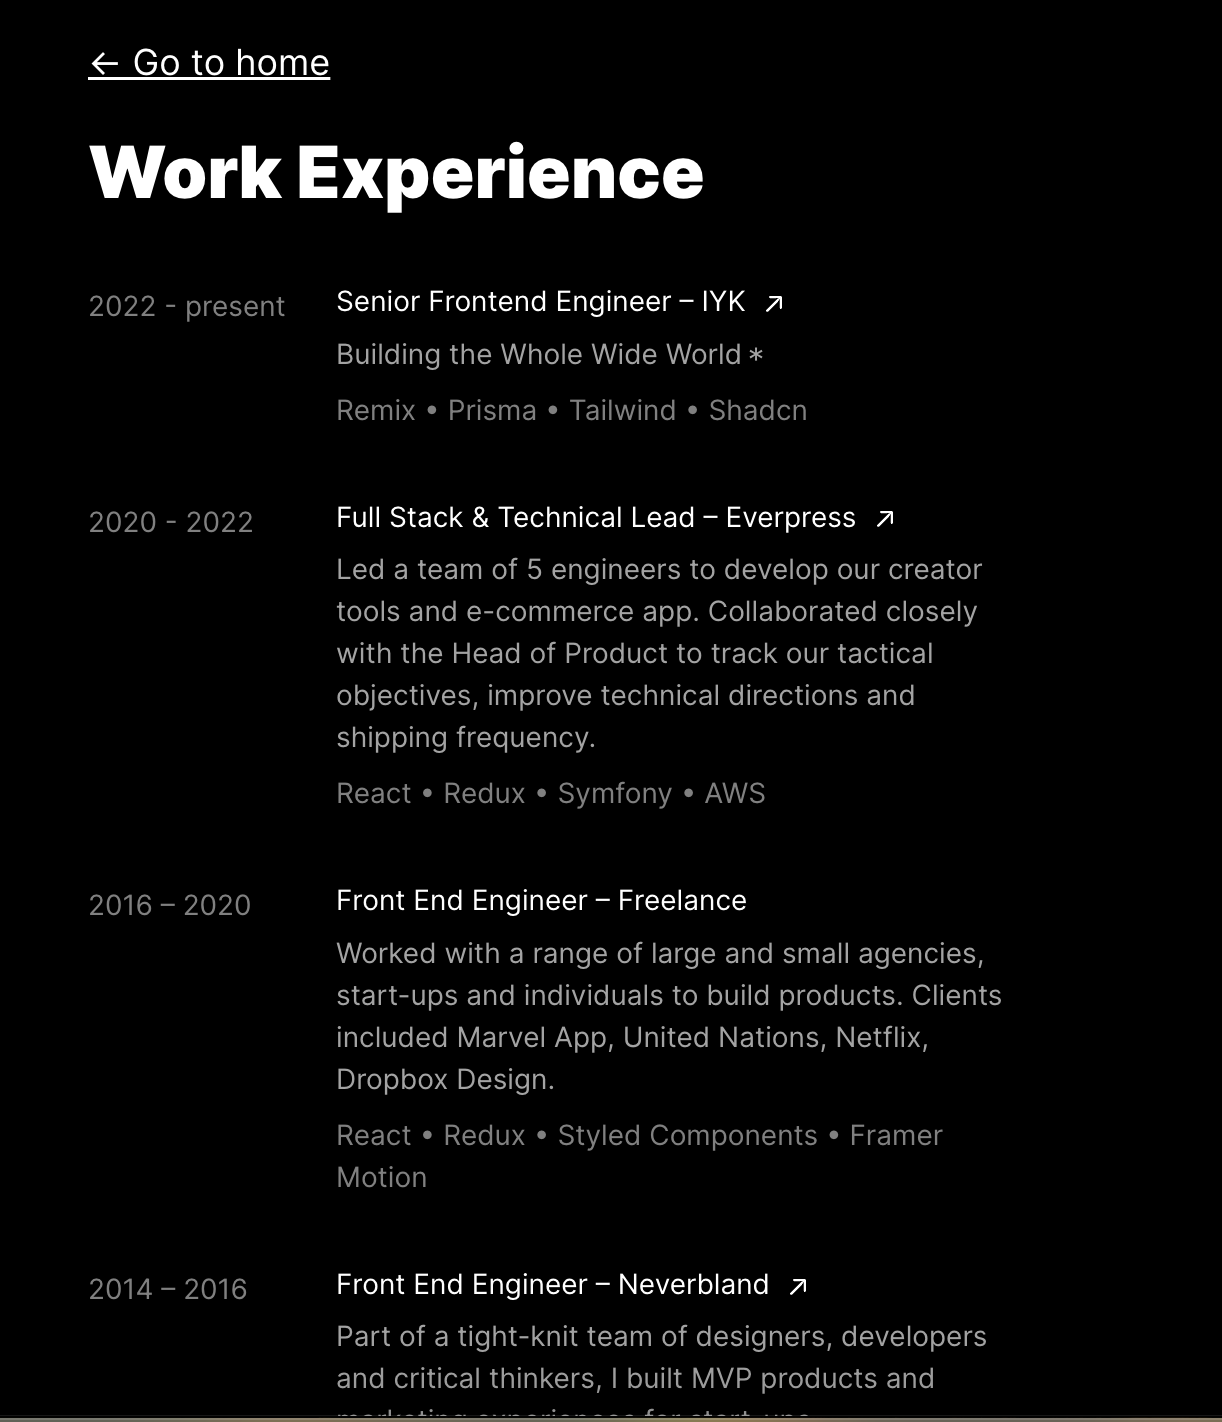 ← Go to home
Work Experience
2022 - present
Senior Frontend Engineer – IYK ↗
Building the Whole Wide World *
Remix • Prisma • Tailwind • Shadcn
2020 - 2022
Full Stack & Technical Lead – Everpress ↗
Led a team of 5 engineers to develop our creator
tools and e-commerce app. Collaborated closely
with the Head of Product to track our tactical
objectives, improve technical directions and
shipping frequency.
React • Redux • Symfony • AWS
2016 – 2020
Front End Engineer – Freelance
Worked with a range of large and small agencies,
start-ups and individuals to build products. Clients
included Marvel App, United Nations, Netflix,
Dropbox Design.
React • Redux • Styled Components • Framer
Motion
2014 – 2016
Front End Engineer – Neverbland ↗
Part of a tight-knit team of designers, developers
and critical thinkers, I built MVP products and
marketing experiences for start-ups